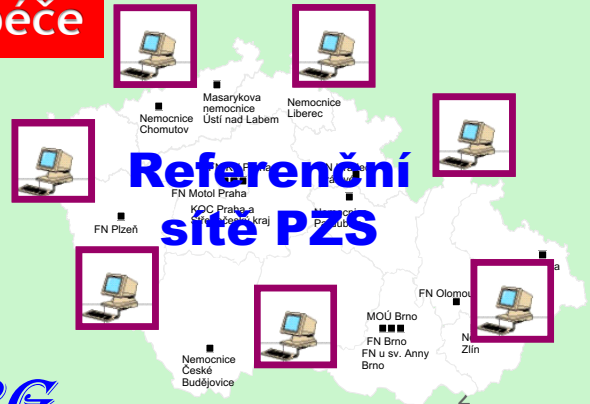 péče
Masarykova
nemocnice
Ústí nad Labem
Nemocnice
Chomutov
Nemocnice
Liberec
Referenční
sítě PZS
FN Motol Praha
KOC Praha a
kraj
FN Plzeň
FN
MOÚ Brno
FN Brno
FN u sv. Anny
Brno
Zlín
Nemocnice
České
Budějovice